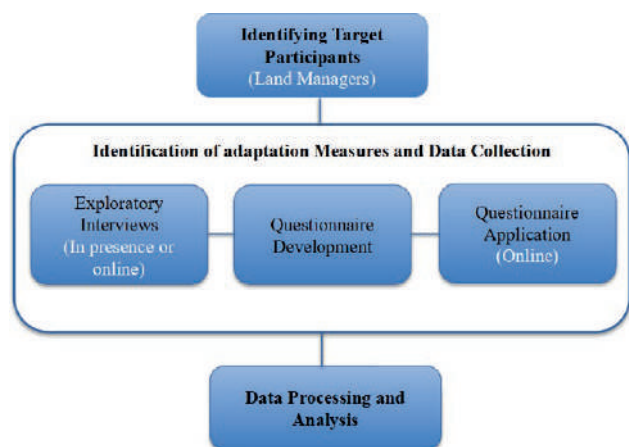 Identifying Target
Participants
(Land Managers)
Identification of adaptation Measures and Data Collection
Exploratory
Interviews
(In presence or
online)
Questionnaire
Development
Questionnaire
Application
(Online)
Data Processing and
Analysis